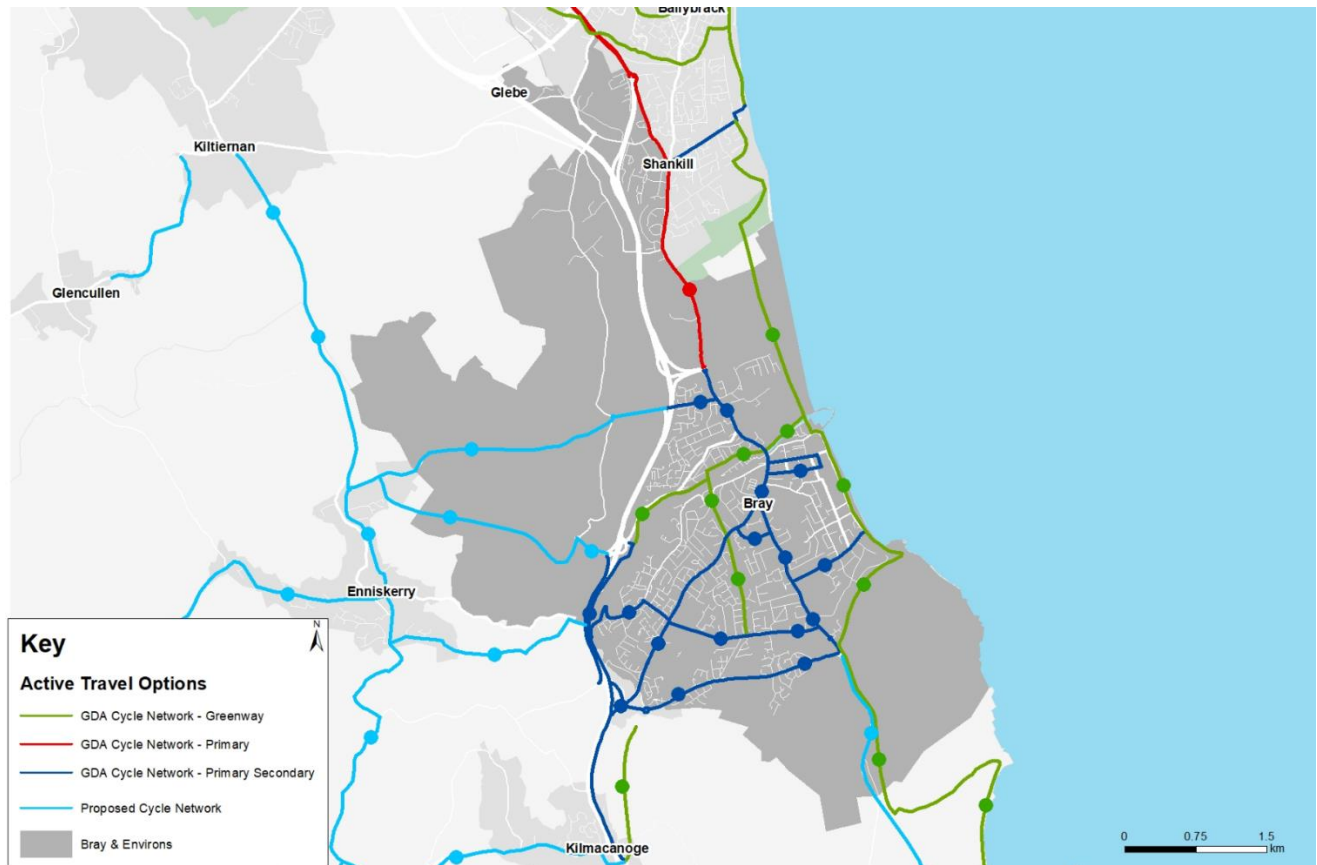 Ballybrack
Glebe
Kiltiernan
Shankill
Glencullen
Bray
Enniskerry
Kilmacanoge
Key
N
Active Travel Options
GDA Cycle Network - Greenway
GDA Cycle Network - Primary
GDA Cycle Network - Primary Secondary
Proposed Cycle Network
Bray & Environs
0 0.75 1.5
km